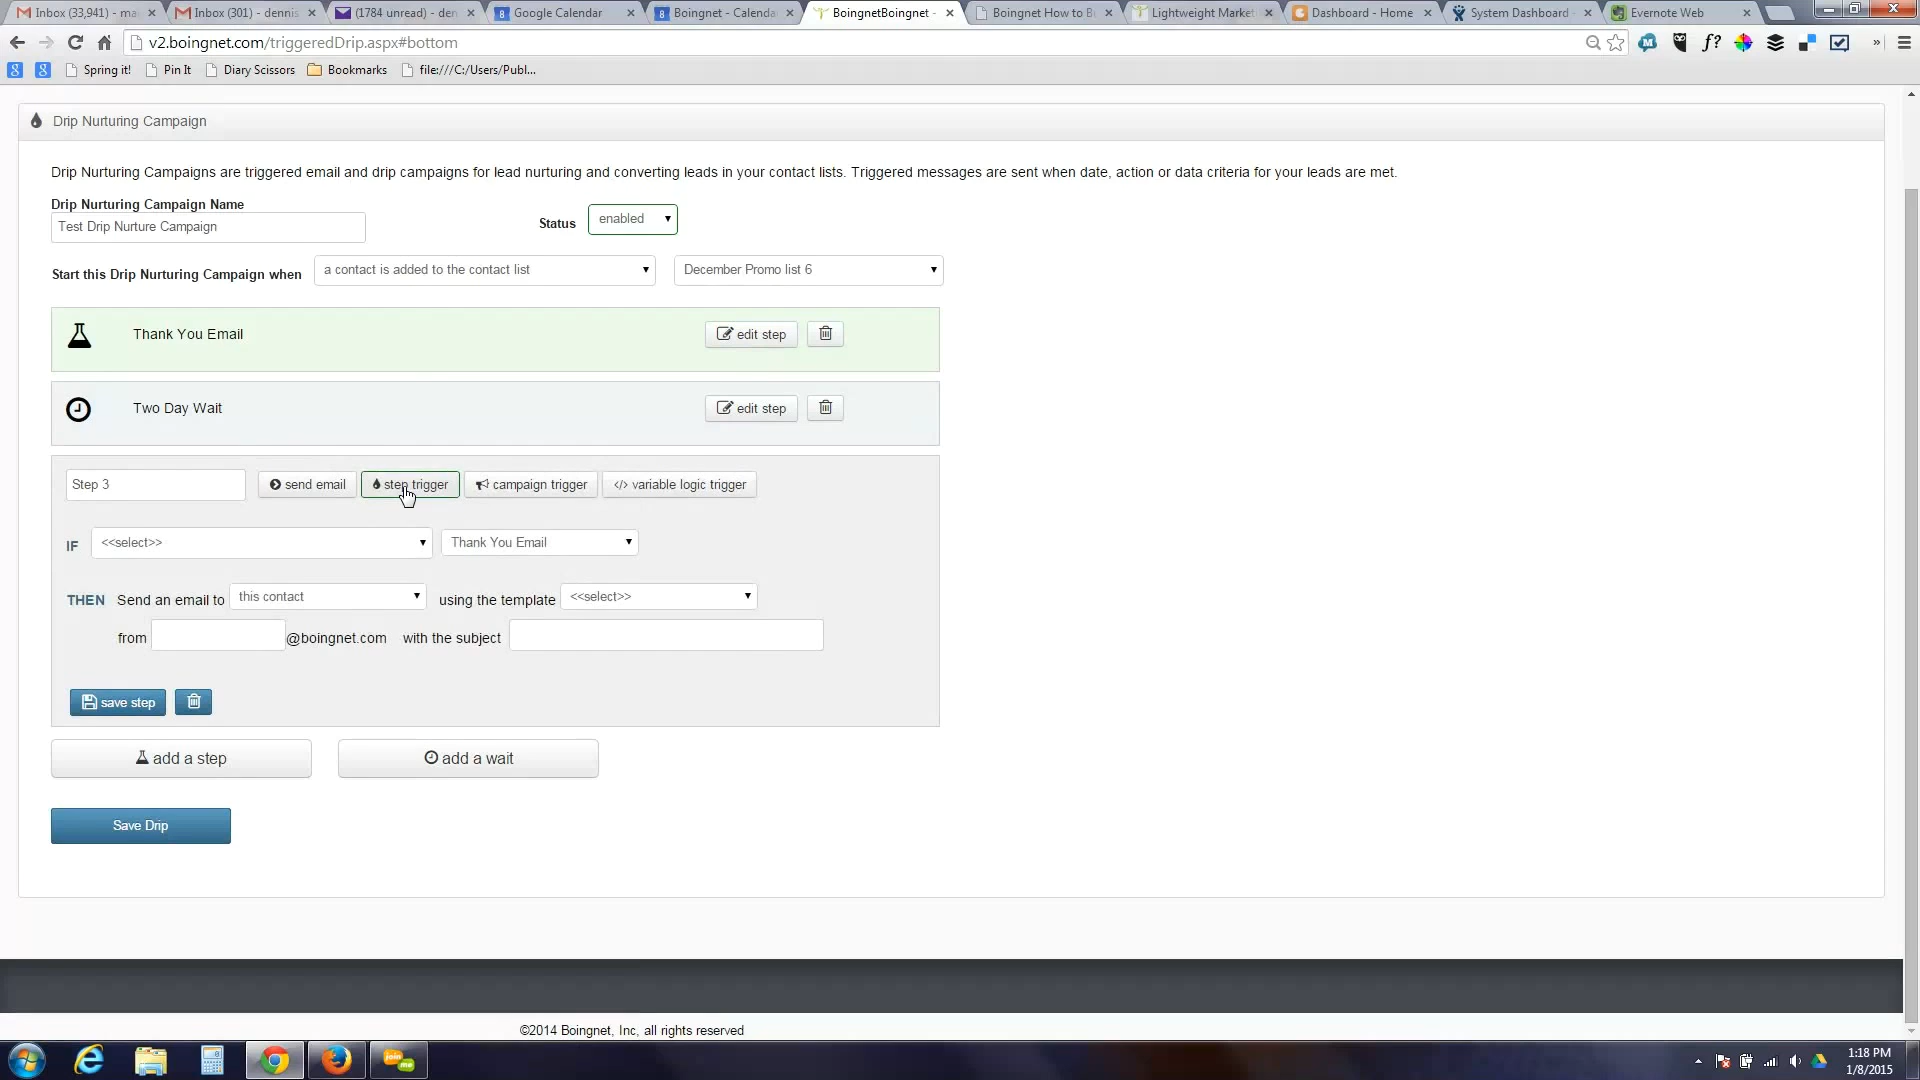 Inbox (33,941) - ma
Inbox (301) - dennis
(1784 unread) - den
Google Calendar
Boingnet - Calenda
BoingnetBoingnet -
Boingnet How to B
Lightweight Market
Dashboard - Home
System Dashboard -
Evernote Web
v2.boingnet.com/triggeredDrip.aspx#bottom
Spring it!
Pin It
Diary Scissors
Bookmarks
file:///C:/Users/Publ...
Drip Nurturing Campaign
Drip Nurturing Campaigns are triggered email and drip campaigns for lead nurturing and converting leads in your contact lists. Triggered messages are sent when date, action or data criteria for your leads are met.
Drip Nurturing Campaign Name
Test Drip Nurture Campaign
Status
enabled
Start this Drip Nurturing Campaign when
a contact is added to the contact list
December Promo list 6
Thank You Email
edit step
Two Day Wait
edit step
Step 3
send email
step trigger
campaign trigger
</> variable logic trigger
IF
<<select>>
Thank You Email
THEN Send an email to
this contact
using the template
<<select>>
from
@boingnet.com
with the subject
save step
add a step
add a wait
Save Drip
©2014 Boingnet, Inc, all rights reserved
join me
1:18 PM
1/8/2015